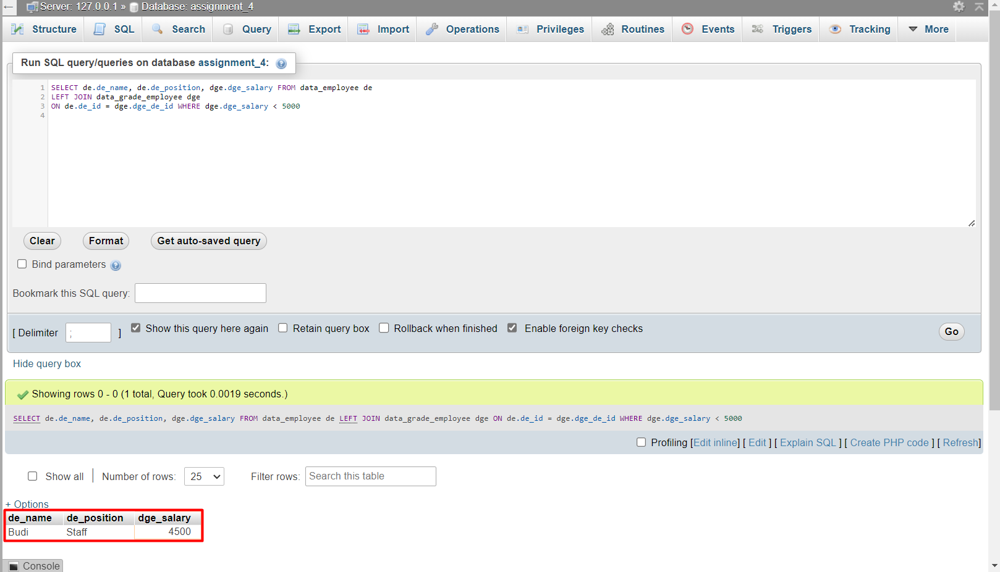 Server: 127.0.0.1 » Database: assignment_4
Structure SQL Search Query Export Import Operations Privileges Routines Events Triggers Tracking More
Run SQL query/queries on database assignment_4:
1 SELECT de.de_name, de.de_position, dge.dge_salary FROM data_employee de
2 LEFT JOIN data_grade_employee dge
3 ON de.de_id = dge.dge_de_id WHERE dge.dge_salary < 5000
4
Clear Format Get auto-saved query
Bind parameters
Bookmark this SQL query:
[ Delimiter ; ] Show this query here again Retain query box Rollback when finished Enable foreign key checks Go
Hide query box
Showing rows 0 - 0 (1 total, Query took 0.0019 seconds.)
SELECT de.de_name, de.de_position, dge.dge_salary FROM data_employee de LEFT JOIN data_grade_employee dge ON de.de_id = dge.dge_de_id WHERE dge.dge_salary < 5000
Profiling [Edit inline] [ Edit ] [ Explain SQL ] [ Create PHP code ] [ Refresh]
Show all Number of rows: 25 Filter rows: Search this table
+ Options
de_name de_position dge_salary
Budi Staff 4500
Console